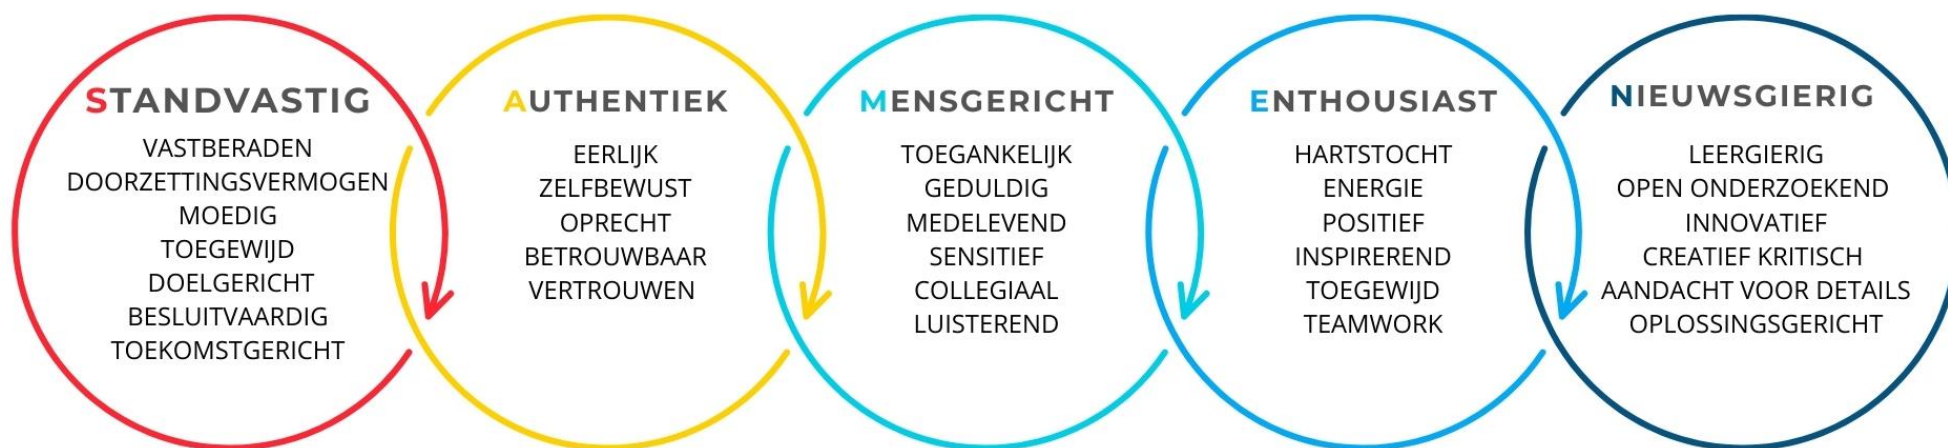 STANDVASTIG
VASTBERADEN
DOORZETTINGSVERMOGEN
MOEDIG
TOEGEWIJD
DOELGERICHT
BESLUITVAARDIG
TOEKOMSTGERICHT
AUTHENTIEK
EERLIJK
ZELFBEWUST
OPRECHT
BETROUWBAAR
VERTROUWEN
MENSGERICHT
TOEGANKELIJK
GEDULDIG
MEDELEVEND
SENSITIEF
COLLEGIAAL
LUISTEREND
ENTHOUSIAST
HARTSTOCHT
ENERGIE
POSITIEF
INSPIREREND
TOEGEWIJD
TEAMWORK
NIEUWSGIERIG
LEERGIERIG
OPEN ONDERZOEKEND
INNOVATIEF
CREATIEF KRITISCH
AANDACHT VOOR DETAILS
OPLOSSINGSGERICHT